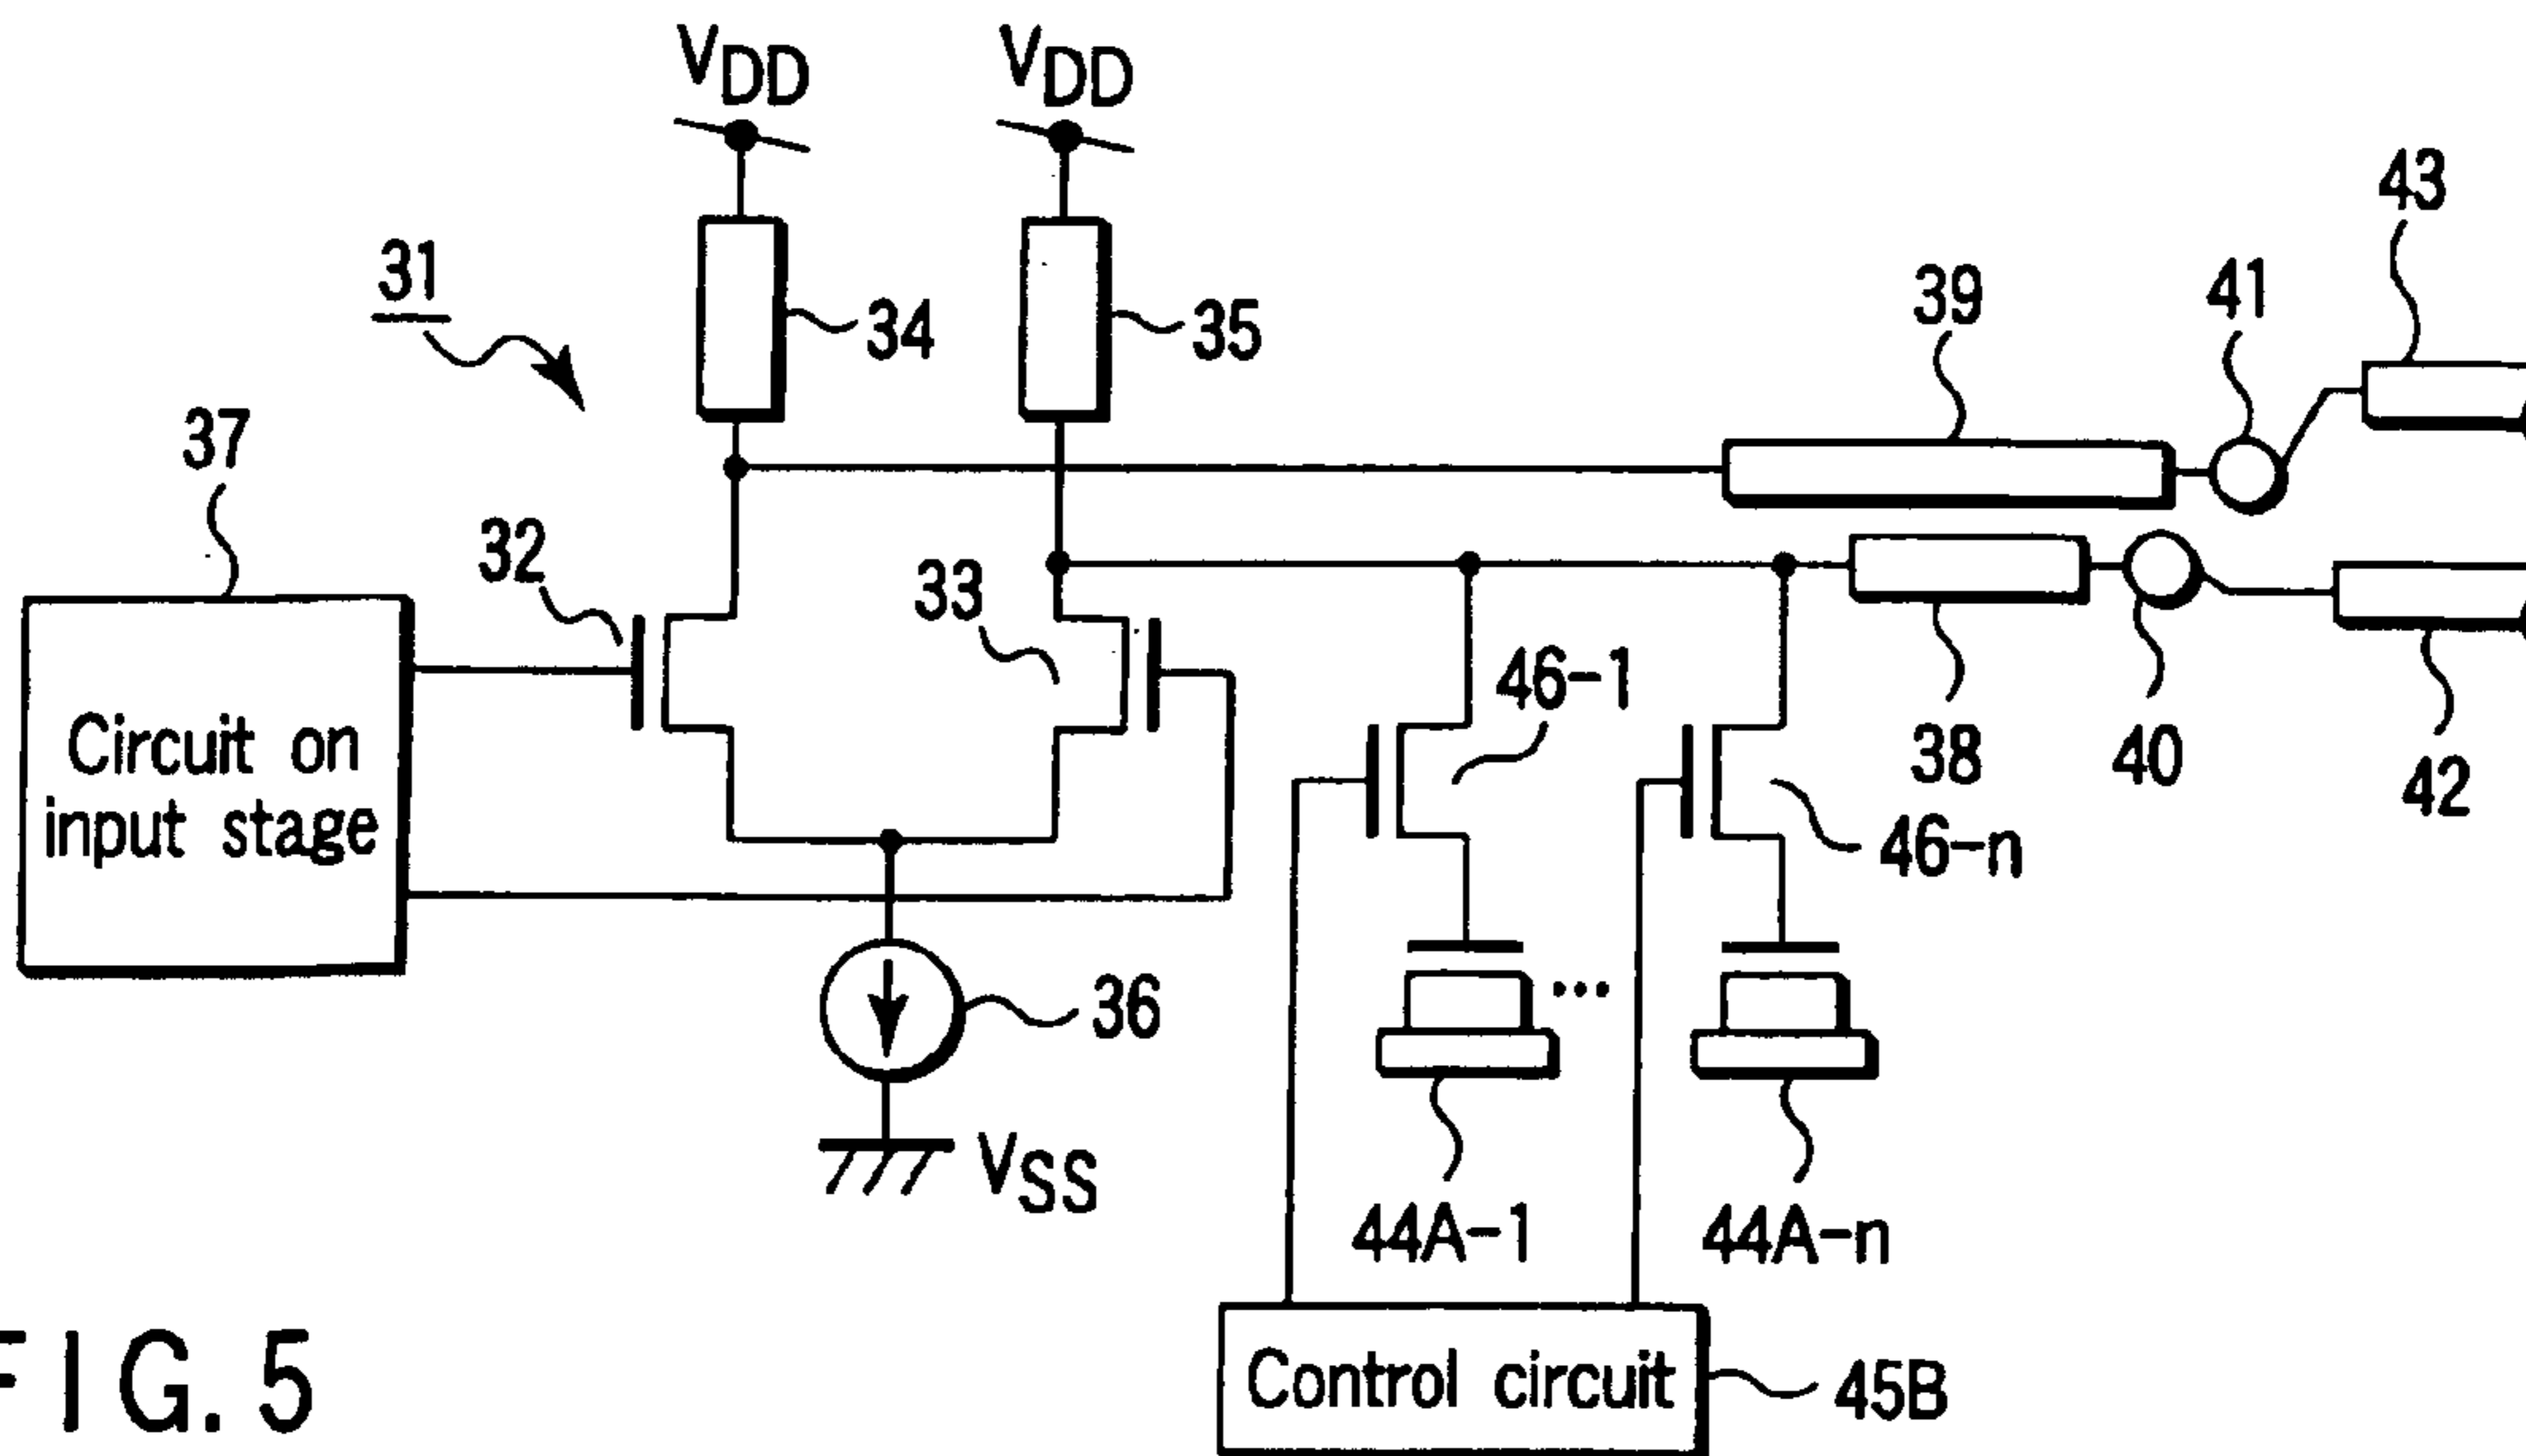 VDD VDD
43
31
34
35
39
41
37
32
33
46-1
38
40
42
Circuit on
input stage
46-n
36
...
VSS
44A-1
44A-n
FIG. 5
Control circuit
45B